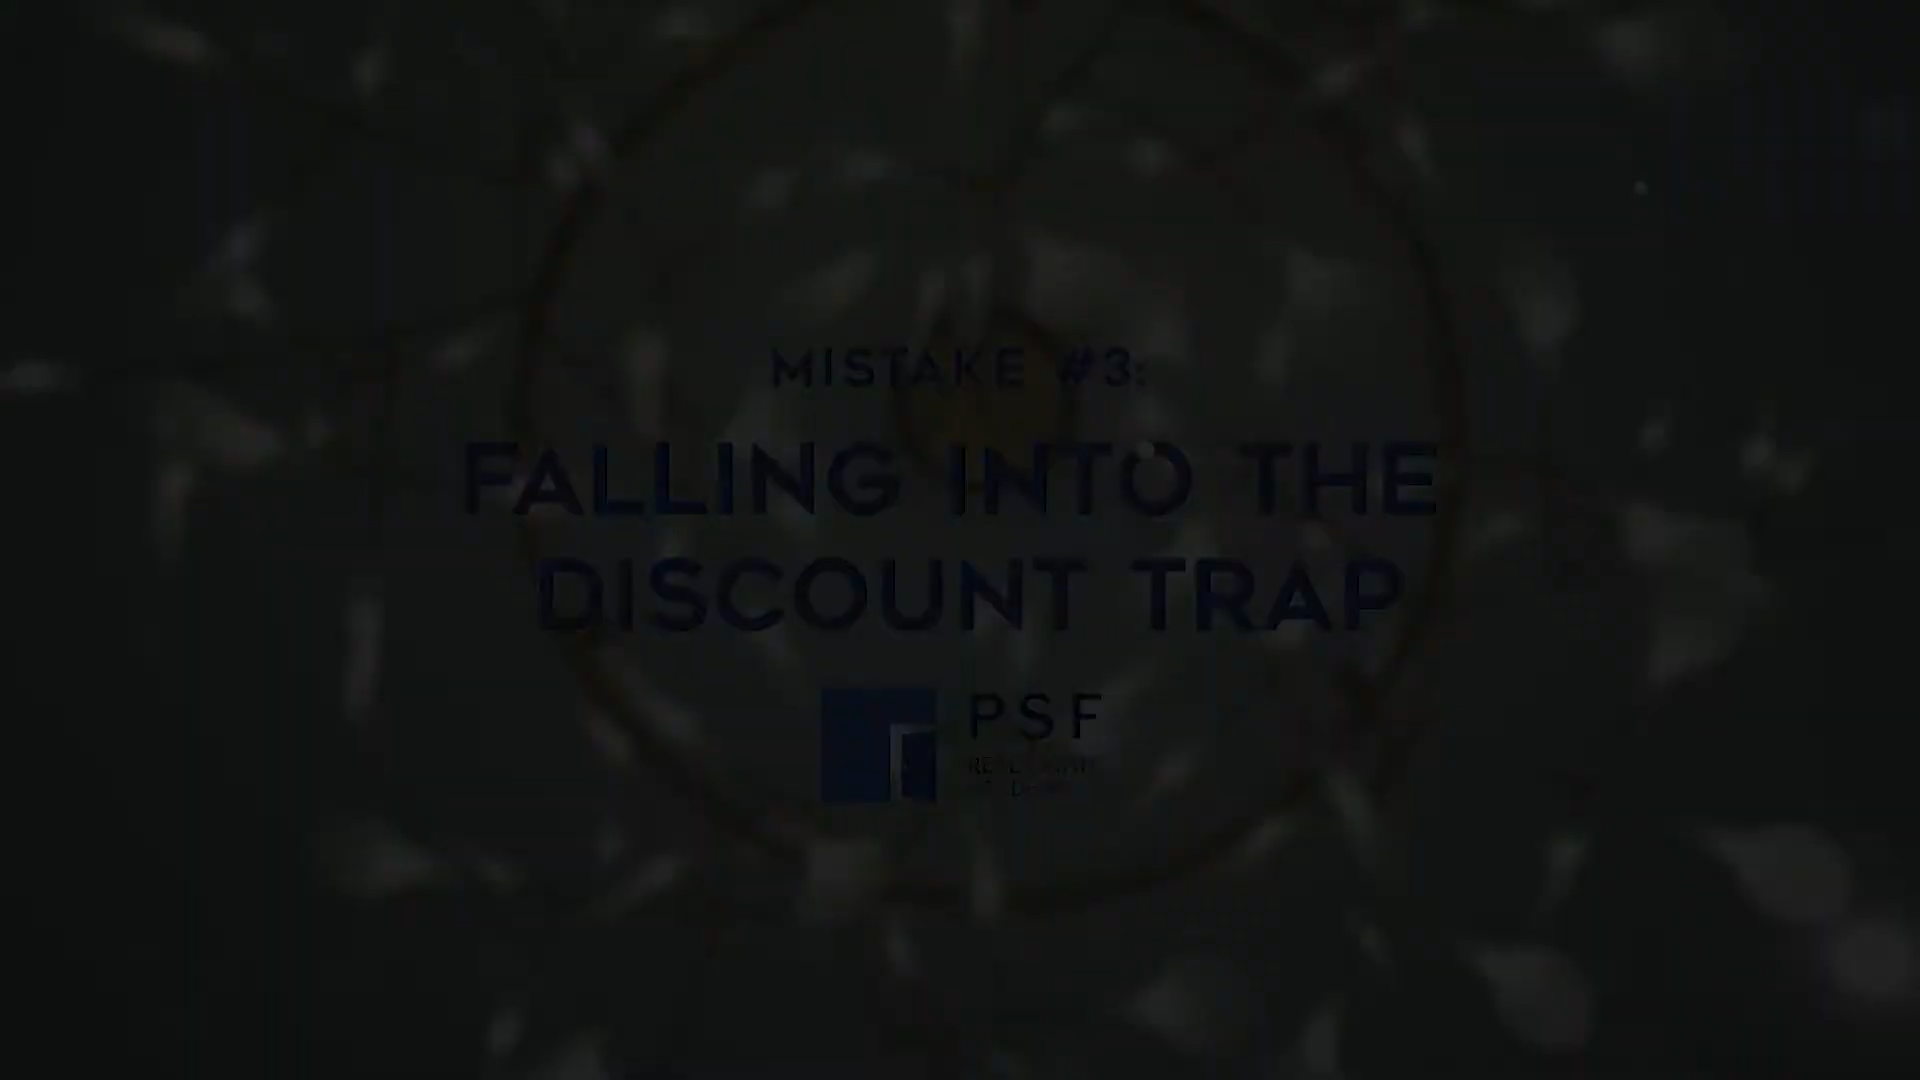 MISTAKE #3:
FALLING INTO THE
DISCOUNT TRAP
PSF